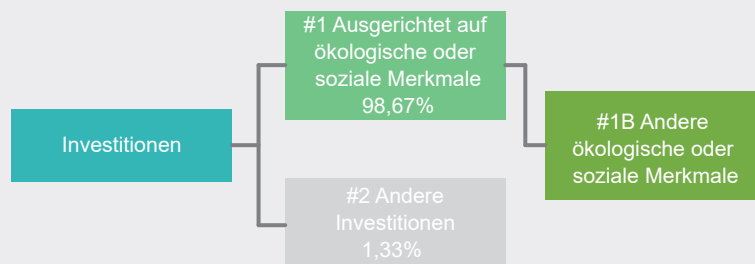 #1 Ausgerichtet auf
ökologische oder
soziale Merkmale
98,67%
Investitionen
#1B Andere
ökologische oder
soziale Merkmale
#2 Andere
Investitionen
1,33%